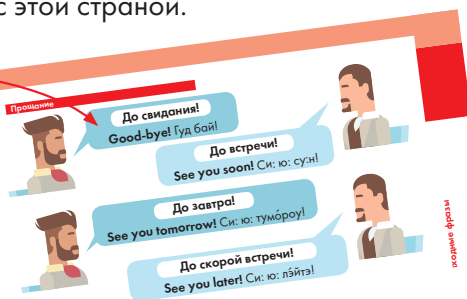 с этой страной.
Прощание
До свидания!
Good-bye! Гуд бай!
До встречи!
See you soon! Си: ю: су:н!
До завтра!
See you tomorrow! Си: ю: тумо́роу!
До скорой встречи!
See you later! Си: ю: лэ́йтэ!
фразы